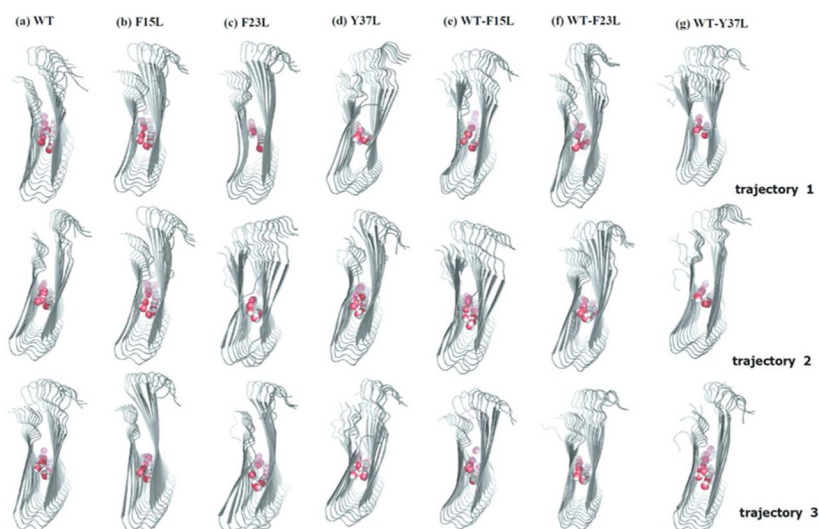 (a) WT (b) F15L (c) F23L (d) Y37L (e) WT-F15L (f) WT-F23L (g) WT-Y37L
trajectory 1
trajectory 2
trajectory 3